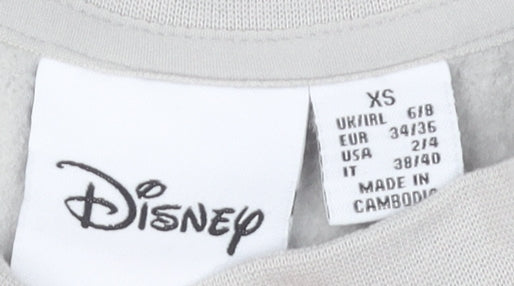 Disney
XS
UK/IRL 6/8
EUR 34/36
USA 2/4
IT 38/40
MADE IN
CAMBODIA